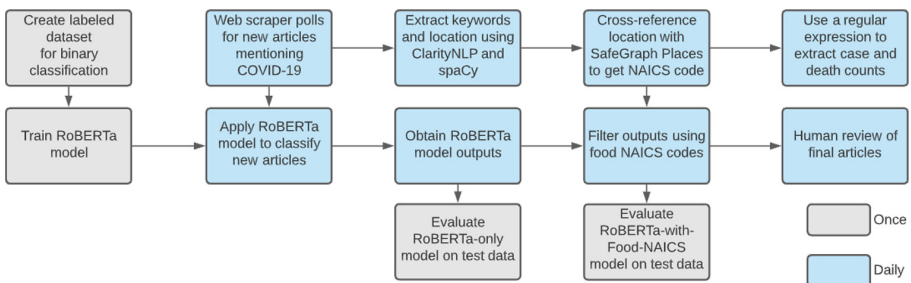 Create labeled
dataset
for binary
classification
Web scraper polls
for new articles
mentioning
COVID-19
Extract keywords
and location using
ClarityNLP and
spaCy
Cross-reference
location with
SafeGraph Places
to get NAICS code
Use a regular
expression to
extract case and
death counts
Train RoBERTa
model
Apply RoBERTa
model to classify
new articles
Obtain RoBERTa
model outputs
Filter outputs using
food NAICS codes
Human review of
final articles
Evaluate
RoBERTa-only
model on test data
Evaluate
RoBERTa-with-
Food-NAICS
model on test data
Once
Daily